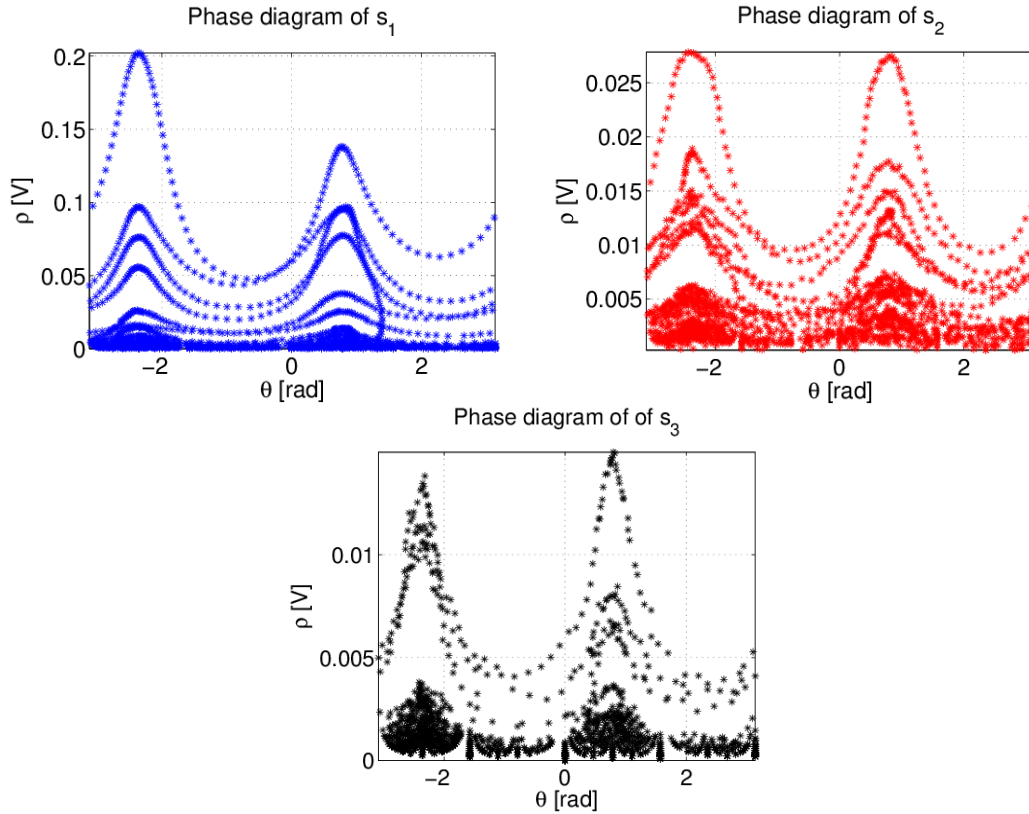 Phase diagram of s1
0.2
0.15
0.1
0.05
0
ρ [V]
−2
0
2
θ [rad]
Phase diagram of s2
0.025
0.02
0.015
0.01
0.005
ρ [V]
−2
0
2
θ [rad]
Phase diagram of of s3
0.01
0.005
0
ρ [V]
−2
0
2
θ [rad]